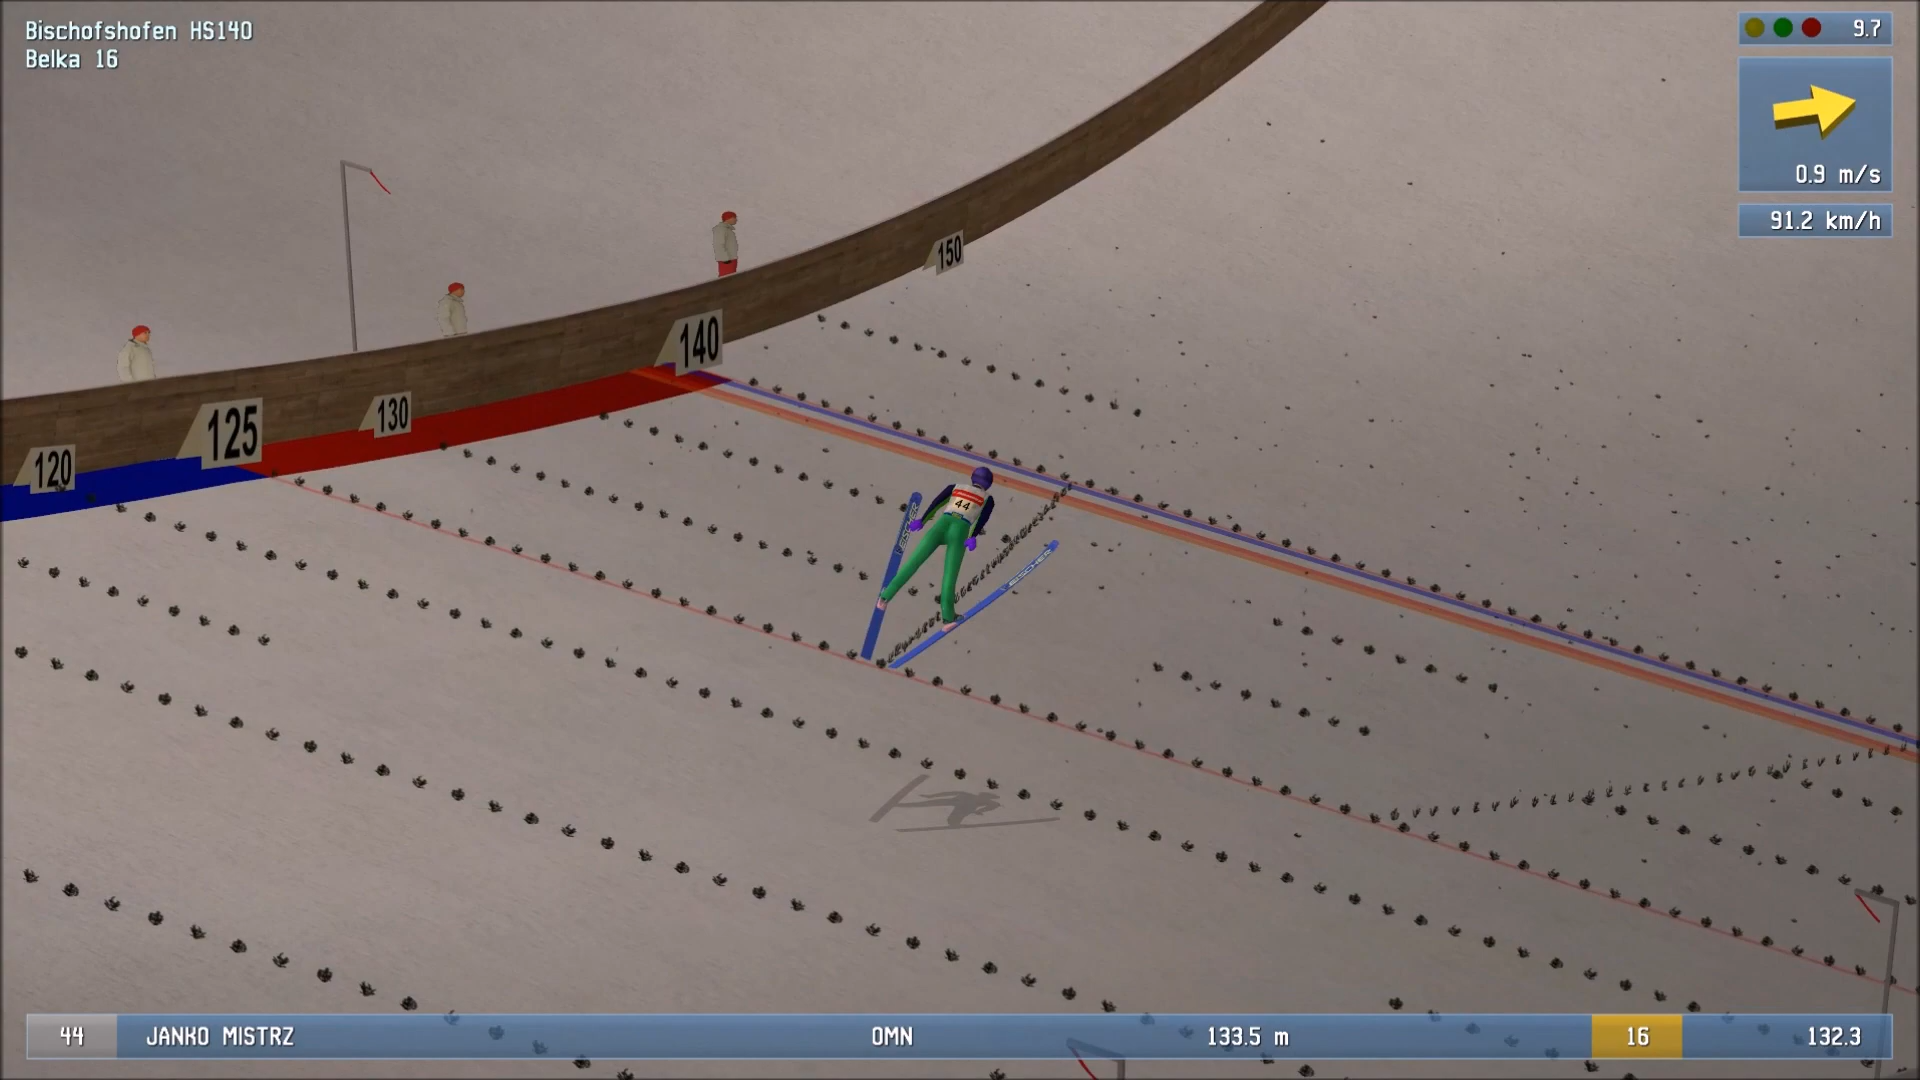 Bischofshofen HS140
Belka 16
9.7
0.9 m/s
91.2 km/h
150
140
130
125
120
44
FISCHER
44 JANKO MISTRZ OMN 133.5 m 16 132.3